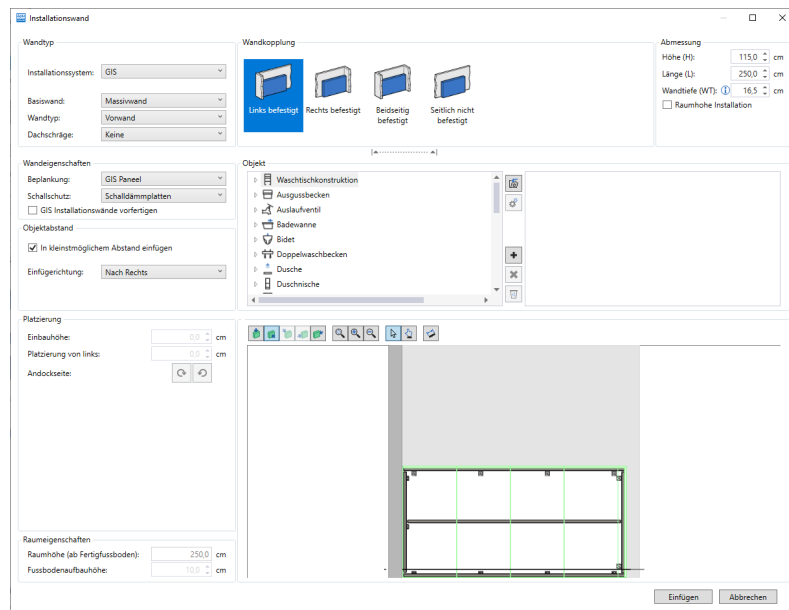 Installationswand
Wandtyp
Installationssystem: GIS
Basiswand: Massivwand
Wandtyp: Vorwand
Dachschräge: Keine
Wandkopplung
Links befestigt
Rechts befestigt
Beidseitig
befestigt
Seitlich nicht
befestigt
Abmessung
Höhe (H): 115,0 cm
Länge (L): 250,0 cm
Wandtiefe (WT): 16,5 cm
Raumhohe Installation
Wandeigenschaften
Beplankung: GIS Paneel
Schallschutz: Schalldämmplatten
GIS Installationswände vorfertigen
Objektabstand
In kleinstmöglichem Abstand einfügen
Einfügerichtung: Nach Rechts
Objekt
Waschtischkonstruktion
Ausgussbecken
Auslaufventil
Badewanne
Bidet
Doppelwaschbecken
Dusche
Duschnische
Platzierung
Einbauhöhe: 0,0 cm
Platzierung von links: 0,0 cm
Andockseite:
Raumeigenschaften
Raumhöhe (ab Fertigfussboden): 250,0 cm
Fussbodenaufbauhöhe: 10,0 cm
Einfügen
Abbrechen